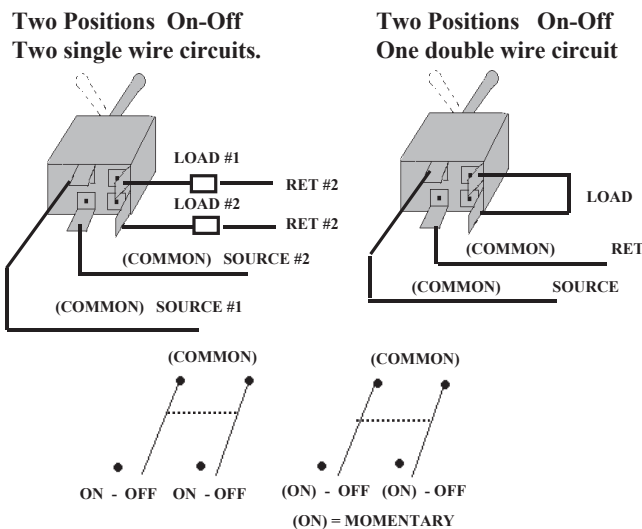 Two Positions On-Off
Two single wire circuits.
Two Positions On-Off
One double wire circuit
LOAD #1
RET #2
LOAD #2
RET #2
(COMMON) SOURCE #2
(COMMON) SOURCE #1
LOAD
(COMMON) RET
(COMMON) SOURCE
(COMMON)
(COMMON)
ON - OFF ON - OFF
(ON) - OFF (ON) - OFF
(ON) = MOMENTARY